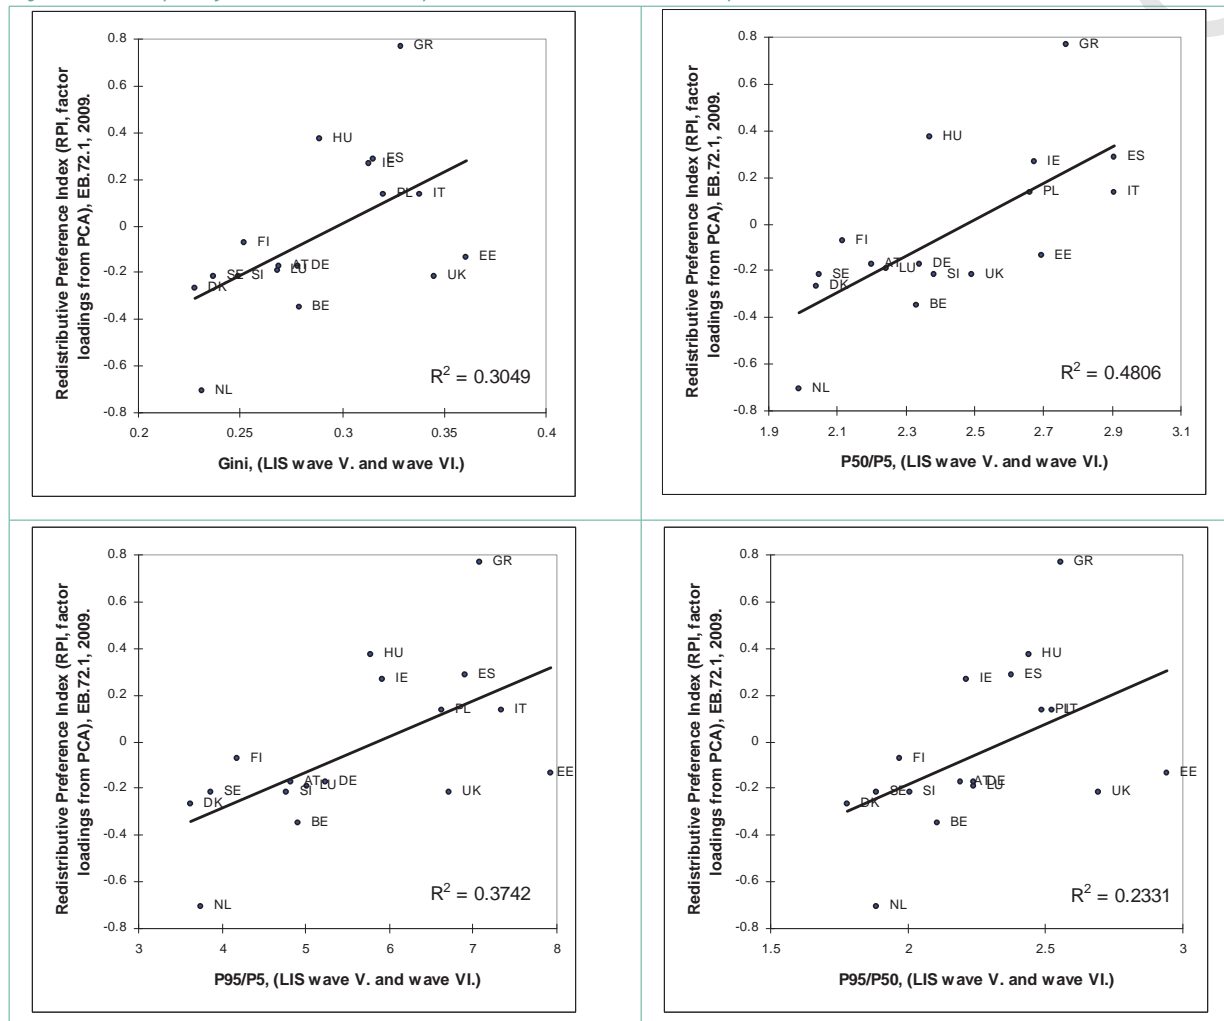 Redistributive Preference Index (RPI, factor
loadings from PCA), EB.72.1, 2009.
0.8
0.6
0.4
0.2
0
-0.2
-0.4
-0.6
-0.8
GR
HU
ES
IE
PL
IT
FI
EE
AT
DE
LU
SE
SI
UK
DK
BE
NL
R² = 0.3049
0.2
0.25
0.3
0.35
0.4
Gini, (LIS wave V. and wave VI.)
Redistributive Preference Index (RPI, factor
loadings from PCA), EB.72.1, 2009.
0.8
0.6
0.4
0.2
0
-0.2
-0.4
-0.6
-0.8
GR
HU
IE
ES
PL
IT
FI
EE
AT
LU
DE
SE
SI
UK
DK
BE
NL
R² = 0.4806
1.9
2.1
2.3
2.5
2.7
2.9
3.1
P50/P5, (LIS wave V. and wave VI.)
Redistributive Preference Index (RPI, factor
loadings from PCA), EB.72.1, 2009.
0.8
0.6
0.4
0.2
0
-0.2
-0.4
-0.6
-0.8
GR
HU
IE
ES
PL
IT
FI
EE
AT
DE
LU
SE
SI
UK
DK
BE
NL
R² = 0.3742
3
4
5
6
7
8
P95/P5, (LIS wave V. and wave VI.)
Redistributive Preference Index (RPI, factor
loadings from PCA), EB.72.1, 2009.
0.8
0.6
0.4
0.2
0
-0.2
-0.4
-0.6
-0.8
GR
HU
IE
ES
PL
IT
FI
EE
AT
DE
LU
SE
SI
UK
DK
BE
NL
R² = 0.2331
1.5
2
2.5
3
P95/P50, (LIS wave V. and wave VI.)